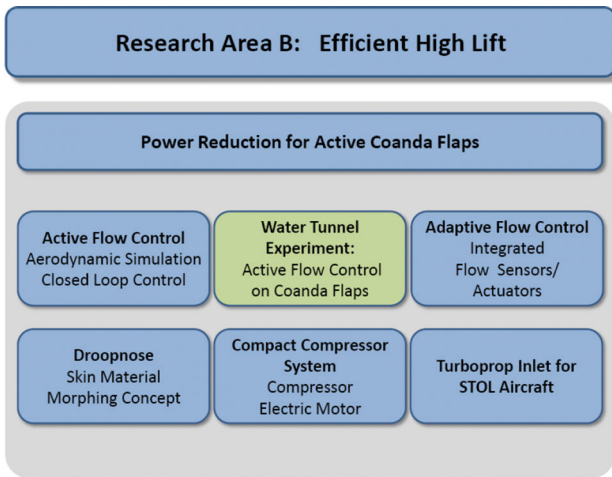 Research Area B: Efficient High Lift
Power Reduction for Active Coanda Flaps
Active Flow Control
Aerodynamic Simulation
Closed Loop Control
Water Tunnel
Experiment:
Active Flow Control
on Coanda Flaps
Adaptive Flow Control
Integrated
Flow Sensors/
Actuators
Droopnose
Skin Material
Morphing Concept
Compact Compressor
System
Compressor
Electric Motor
Turboprop Inlet for
STOL Aircraft